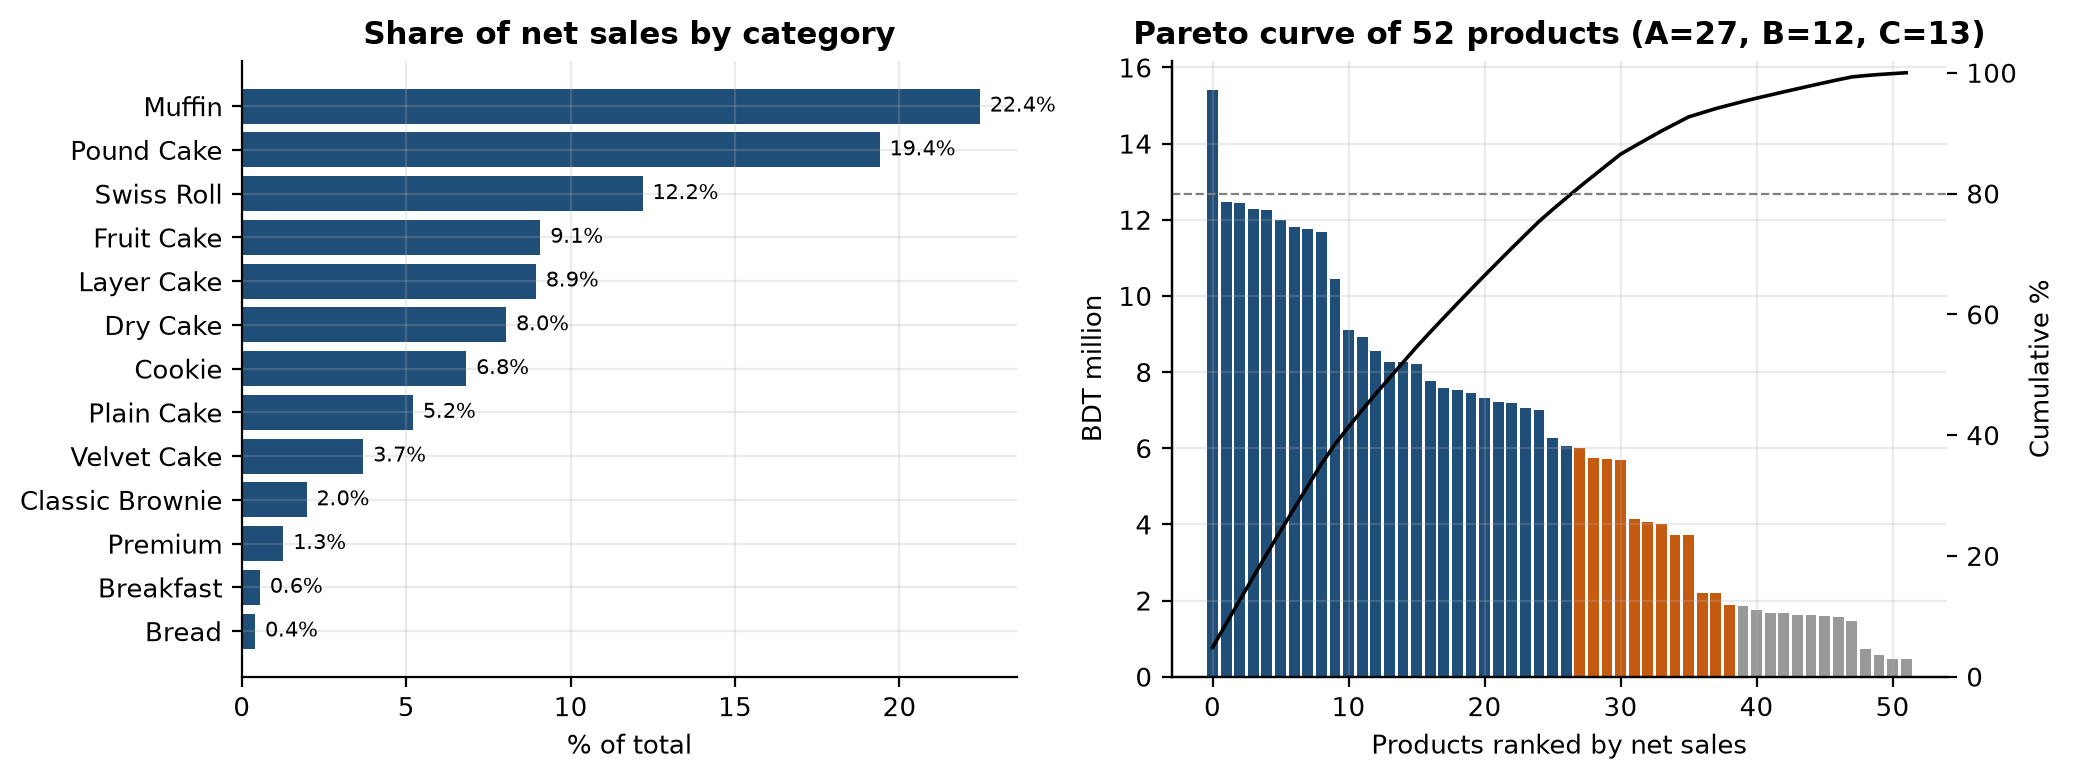 Share of net sales by category
Muffin 22.4%
Pound Cake 19.4%
Swiss Roll 12.2%
Fruit Cake 9.1%
Layer Cake 8.9%
Dry Cake 8.0%
Cookie 6.8%
Plain Cake 5.2%
Velvet Cake 3.7%
Classic Brownie 2.0%
Premium 1.3%
Breakfast 0.6%
Bread 0.4%
0 5 10 15 20
% of total
Pareto curve of 52 products (A=27, B=12, C=13)
BDT million
16
14
12
10
8
6
4
2
0
100
80
60
40
20
0
Cumulative %
0 10 20 30 40 50
Products ranked by net sales